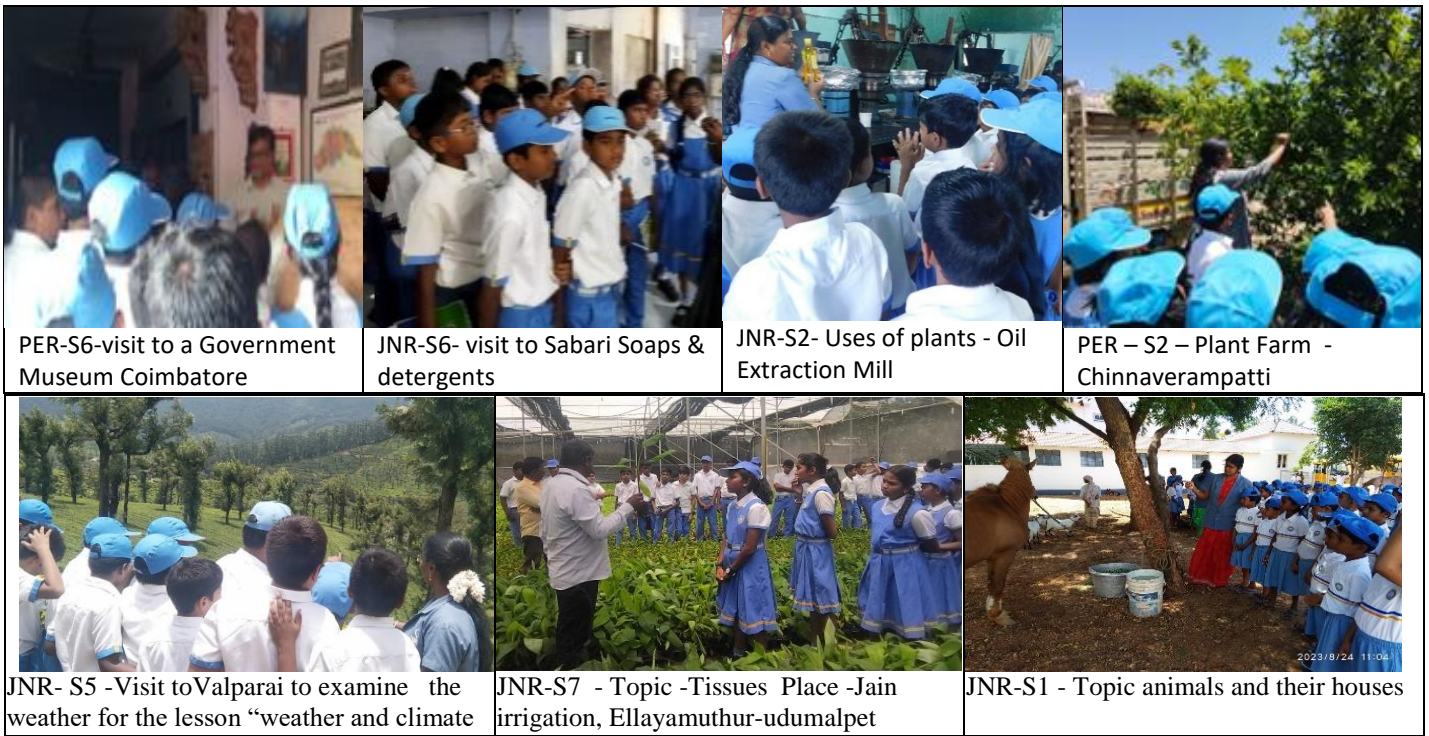 PER-S6-visit to a Government
Museum Coimbatore
JNR-S6- visit to Sabari Soaps &
detergents
JNR-S2- Uses of plants - Oil
Extraction Mill
PER – S2 – Plant Farm -
Chinnaverampatti
2023/8/24 11:04
JNR- S5 -Visit toValparai to examine the
weather for the lesson “weather and climate
JNR-S7 - Topic -Tissues Place -Jain
irrigation, Ellayamuthur-udumalpet
JNR-S1 - Topic animals and their houses